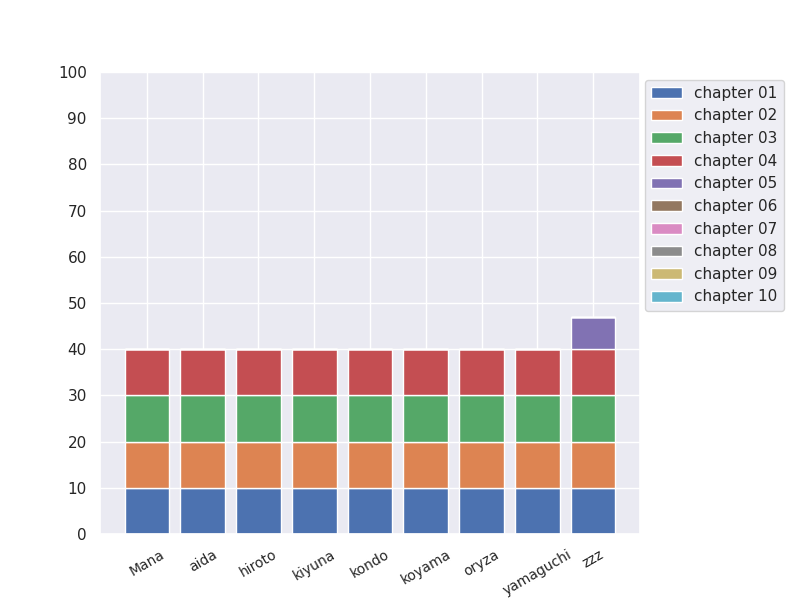 100
90
80
70
60
50
40
30
20
10
0
Mana
aida
hiroto
kiyuna
kondo
koyama
oryza
yamaguchi
zzz
chapter 01
chapter 02
chapter 03
chapter 04
chapter 05
chapter 06
chapter 07
chapter 08
chapter 09
chapter 10